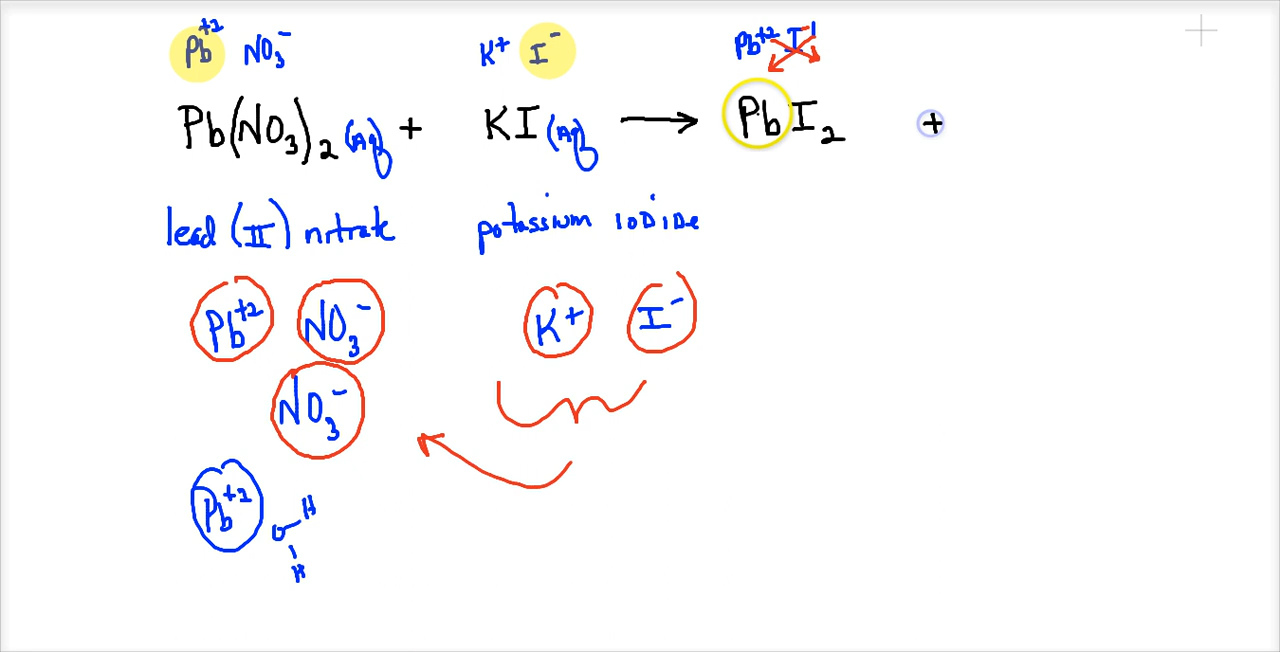 Pb⁺² NO₃⁻ K⁺ I⁻ Pb⁺² I⁻¹
Pb(NO₃)₂ (Aq) + KI (Aq) → PbI₂ +
lead (II) nitrate potassium iodide
Pb⁺² NO₃⁻ K⁺ I⁻
NO₃⁻
Pb⁺² O H
H